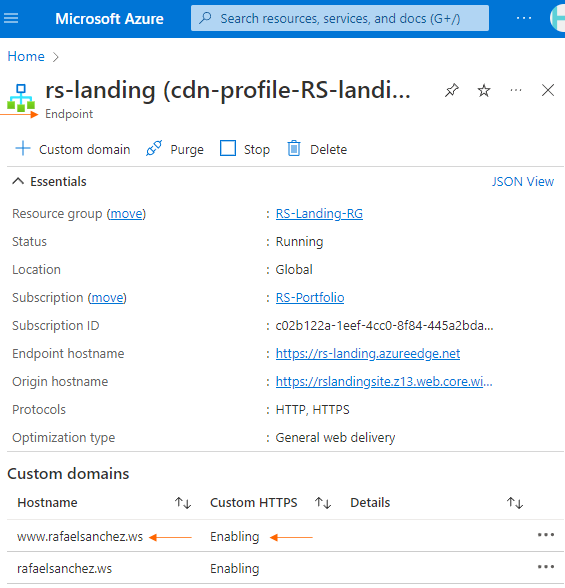 Microsoft Azure
Search resources, services, and docs (G+/)
Home
rs-landing (cdn-profile-RS-landi...
Endpoint
Custom domain Purge Stop Delete
Essentials JSON View
Resource group (move) : RS-Landing-RG
Status : Running
Location : Global
Subscription (move) : RS-Portfolio
Subscription ID : c02b122a-1eef-4cc0-8f84-445a2bda...
Endpoint hostname : https://rs-landing.azureedge.net
Origin hostname : https://rslandingsite.z13.web.core.wi...
Protocols : HTTP, HTTPS
Optimization type : General web delivery
Custom domains
Hostname Custom HTTPS Details
www.rafaelsanchez.ws Enabling
rafaelsanchez.ws Enabling